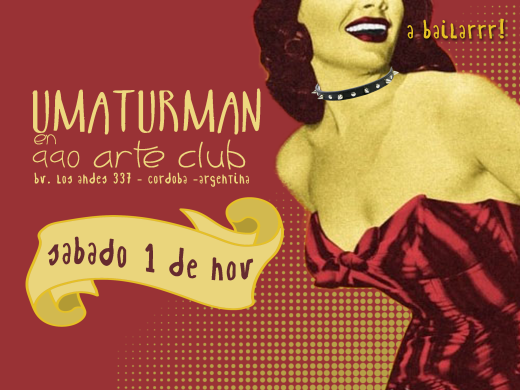 a bailarrr!
UMATURMAN
en
990 arte club
bv. Los andes 337 - cordoba -argentina
sabado 1 de nov